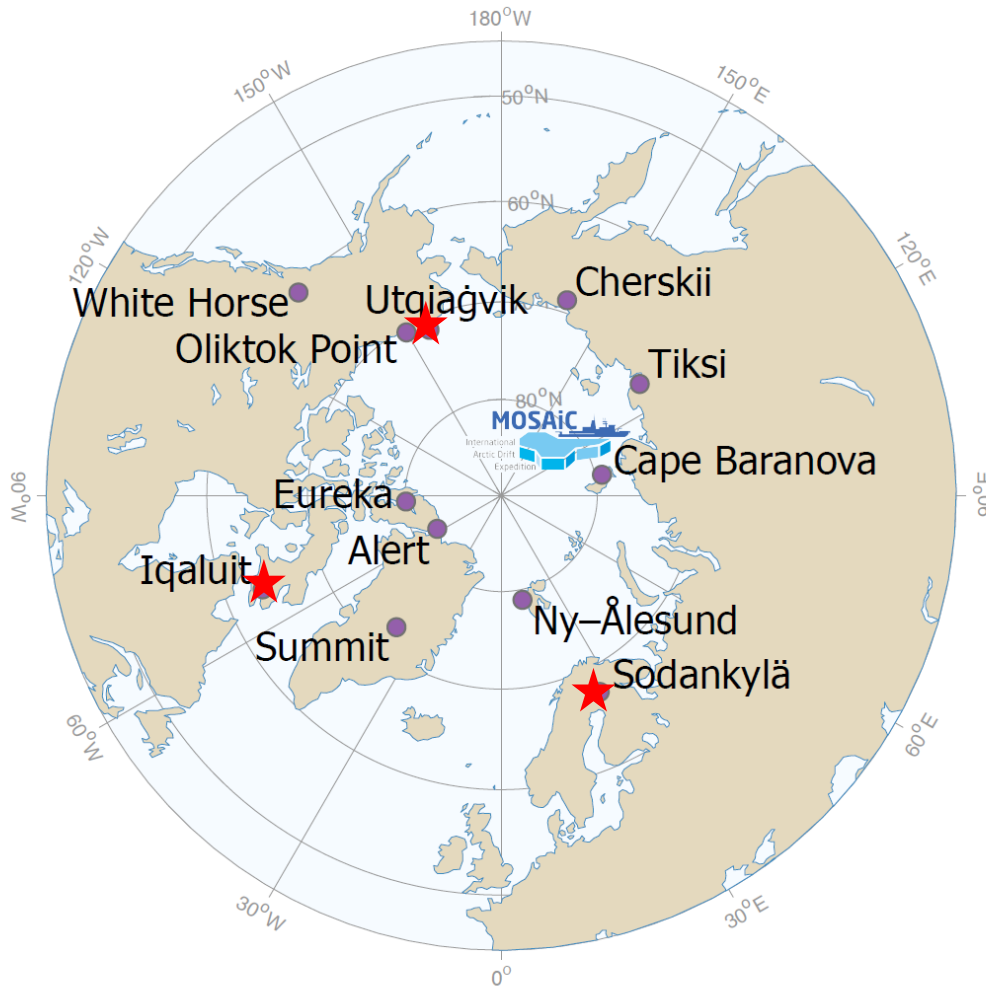 180°W
150°W
150°E
50°N
60°N
120°W
120°E
Cherskii
White Horse
Utqiaġvik
Oliktok Point
Tiksi
80°N
MOSAiC
International
Arctic Drift
Expedition
Cape Baranova
Eureka
90°W
90°E
Alert
Iqaluit
Ny–Ålesund
Summit
Sodankylä
60°W
60°E
30°W
30°E
0°